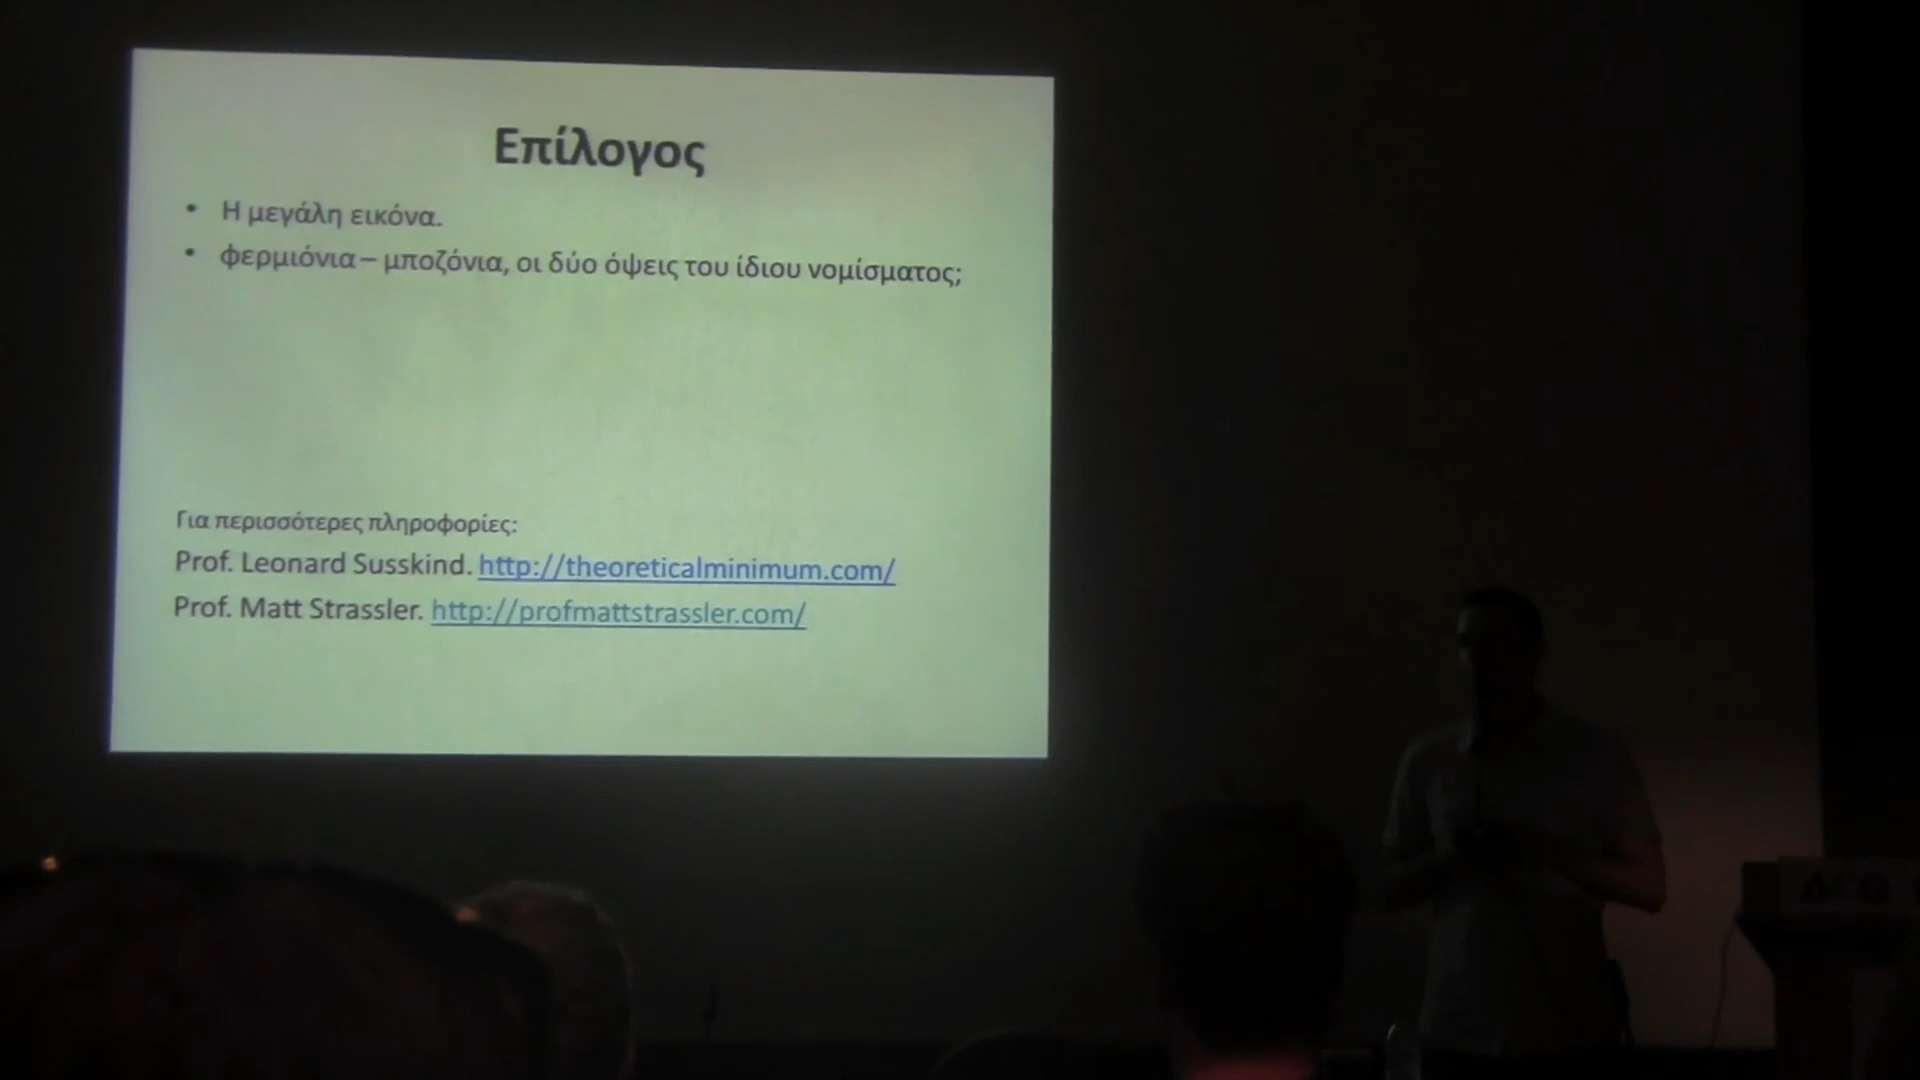 Επίλογος
• Η μεγάλη εικόνα.
• φερμιόνια – μποζόνια, οι δύο όψεις του ίδιου νομίσματος;
Για περισσότερες πληροφορίες:
Prof. Leonard Susskind. http://theoreticalminimum.com/
Prof. Matt Strassler. http://profmattstrassler.com/